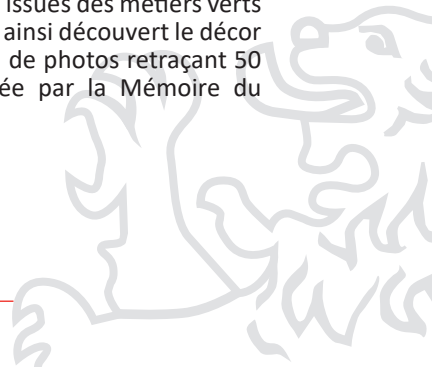 issues des métiers verts
ainsi découvert le décor
de photos retraçant 50
ée par la Mémoire du